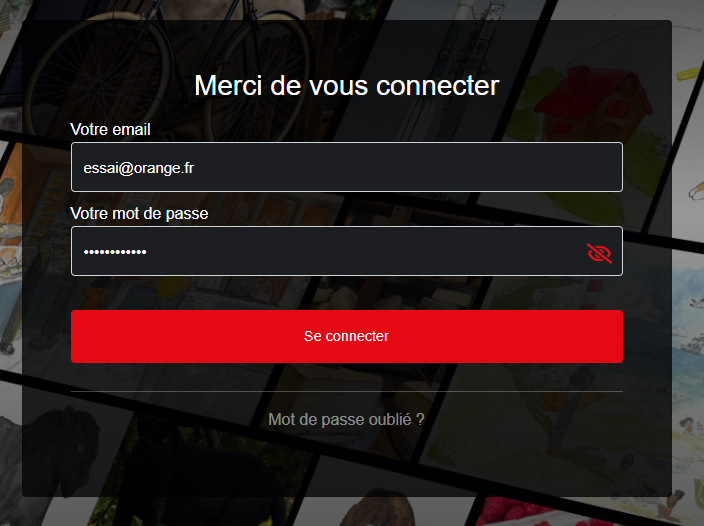 Merci de vous connecter
Votre email
essai@orange.fr
Votre mot de passe
••••••••••••
Se connecter
Mot de passe oublié ?